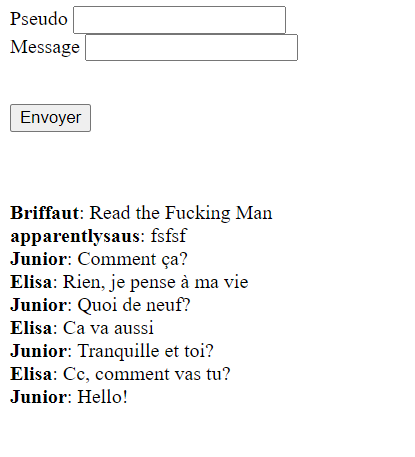 Pseudo
Message
Envoyer
Briffaut: Read the Fucking Man
apparentlysaus: fsfsf
Junior: Comment ça?
Elisa: Rien, je pense à ma vie
Junior: Quoi de neuf?
Elisa: Ca va aussi
Junior: Tranquille et toi?
Elisa: Cc, comment vas tu?
Junior: Hello!